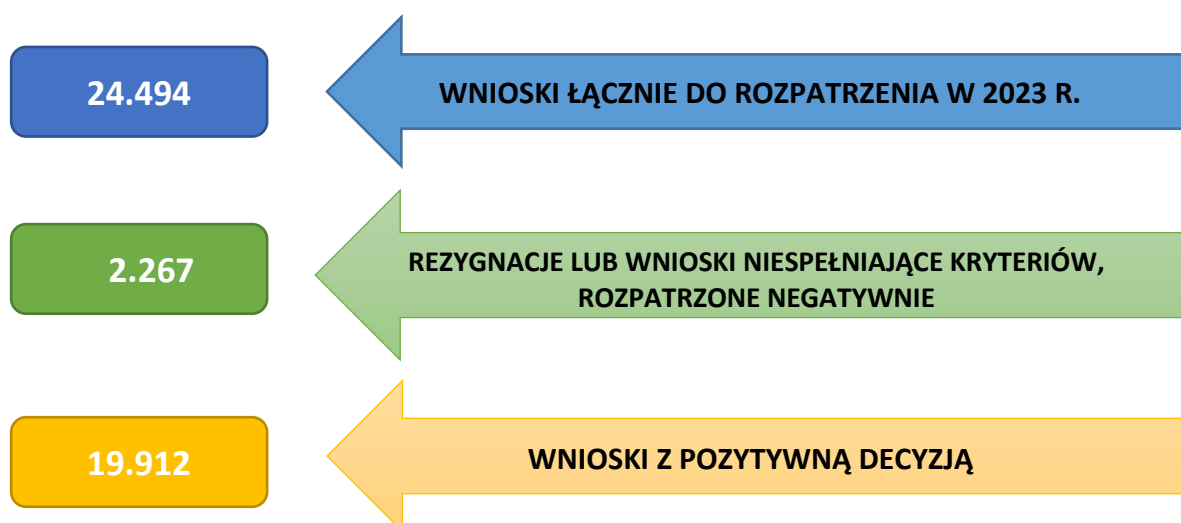 24.494
WNIOSKI ŁĄCZNIE DO ROZPATRZENIA W 2023 R.
2.267
REZYGNACJE LUB WNIOSKI NIESPEŁNIAJĄCE KRYTERIÓW,
ROZPATRZONE NEGATYWNIE
19.912
WNIOSKI Z POZYTYWNĄ DECYZJĄ